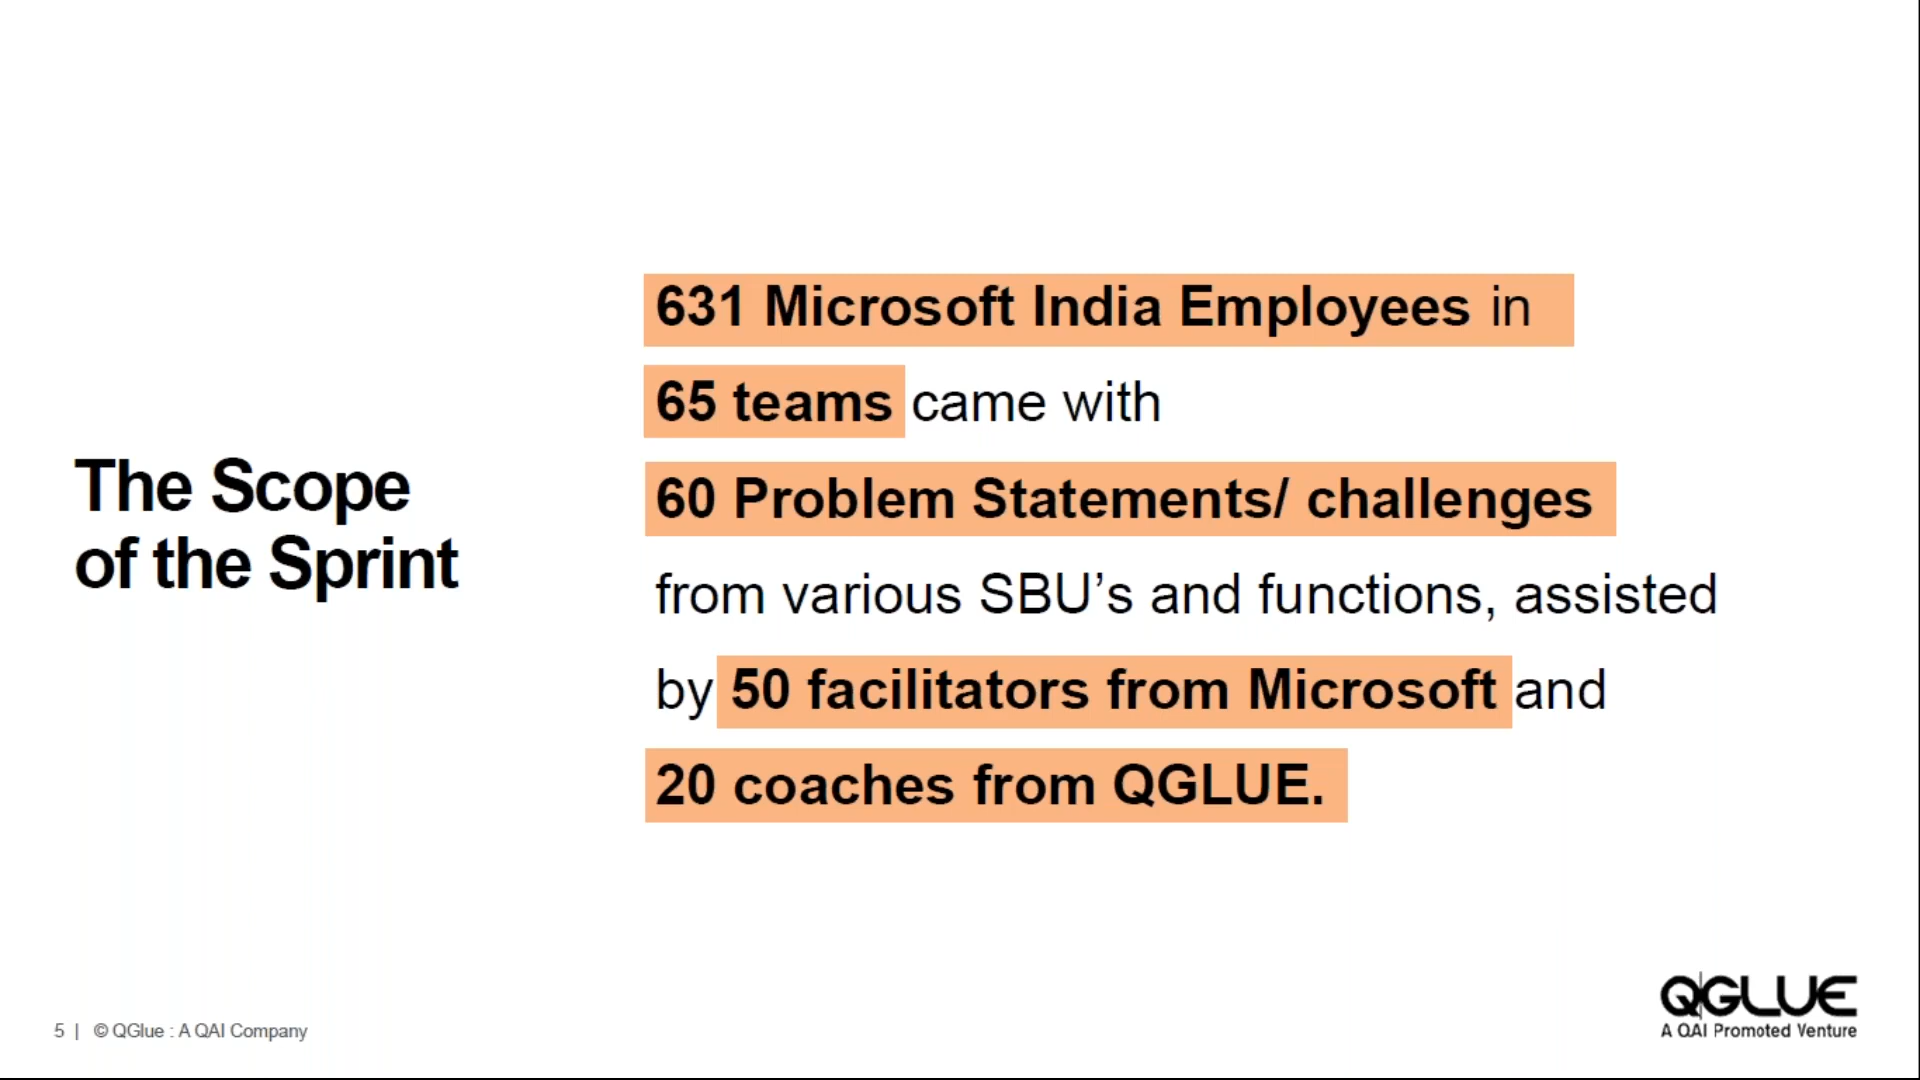 The Scope
of the Sprint
631 Microsoft India Employees in
65 teams came with
60 Problem Statements/ challenges
from various SBU’s and functions, assisted
by 50 facilitators from Microsoft and
20 coaches from QGLUE.
5 | © QGlue : A QAI Company
QGLUE
A QAI Promoted Venture